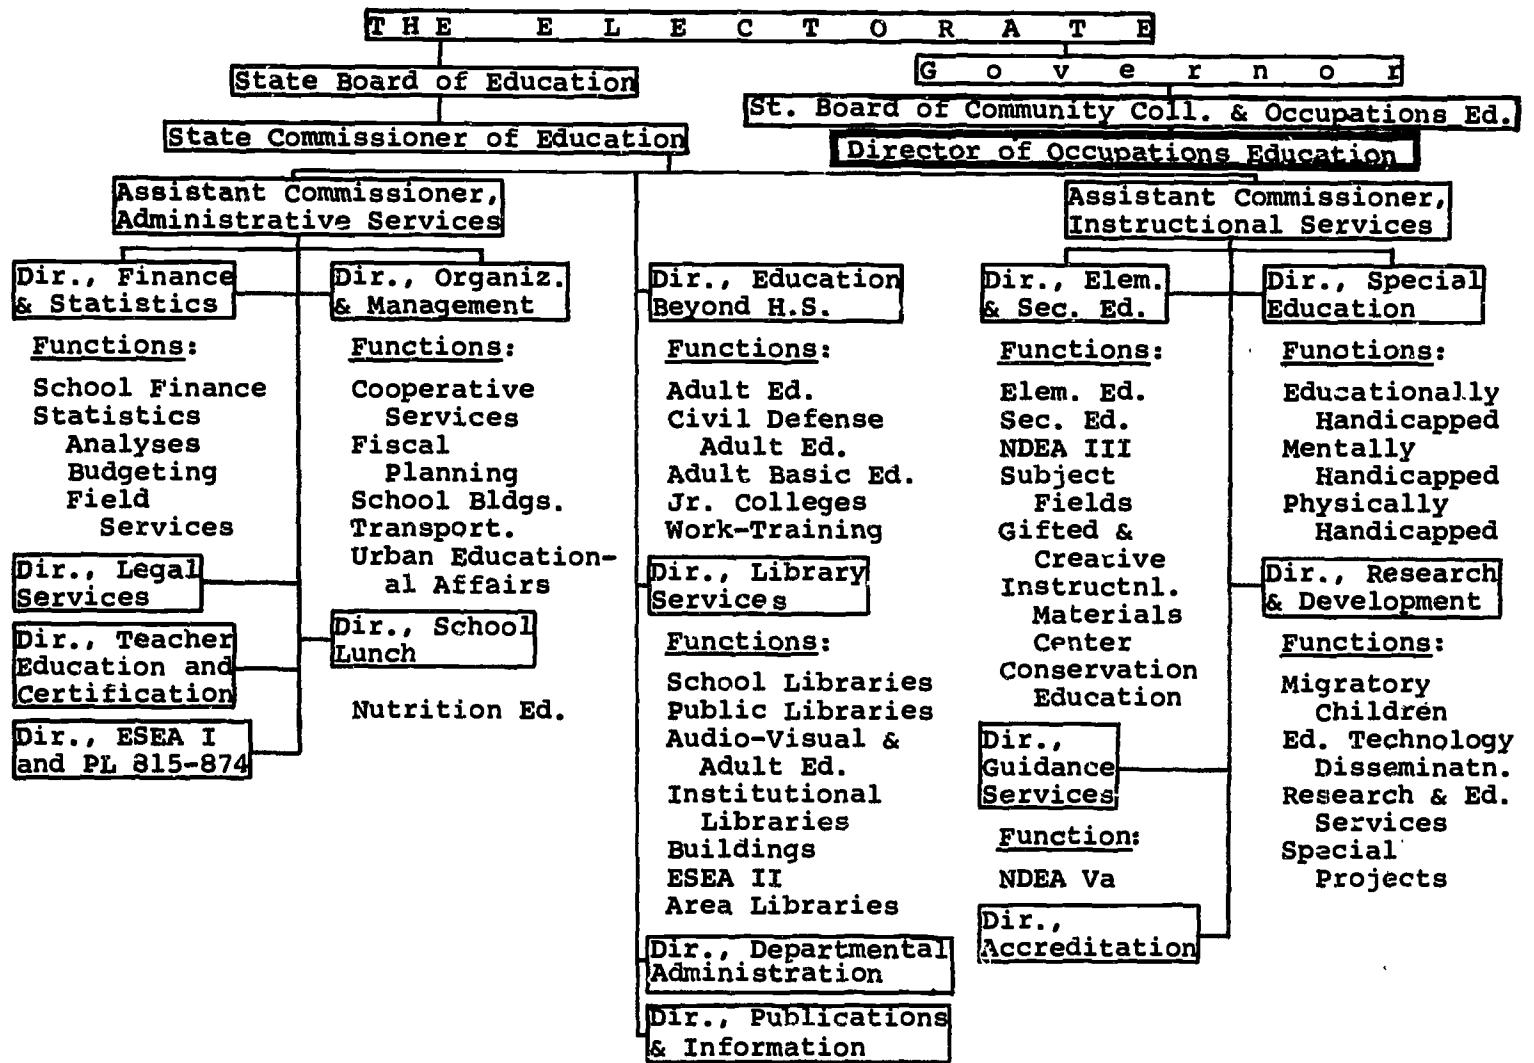 THE ELECTORATE
State Board of Education
Governor
St. Board of Community Coll. & Occupations Ed.
State Commissioner of Education
Director of Occupations Education
Assistant Commissioner,
Administrative Services
Assistant Commissioner,
Instructional Services
Dir., Finance
& Statistics
Functions:
School Finance
Statistics
Analyses
Budgeting
Field
Services
Dir., Legal
Services
Dir., Teacher
Education and
Certification
Dir., ESEA I
and PL 815-874
Dir., Organiz.
& Management
Functions:
Cooperative
Services
Fiscal
Planning
School Bldgs.
Transport.
Urban Education-
al Affairs
Dir., School
Lunch
Nutrition Ed.
Dir., Education
Beyond H.S.
Functions:
Adult Ed.
Civil Defense
Adult Ed.
Adult Basic Ed.
Jr. Colleges
Work-Training
Dir., Library
Services
Functions:
School Libraries
Public Libraries
Audio-Visual &
Adult Ed.
Institutional
Libraries
Buildings
ESEA II
Area Libraries
Dir., Departmental
Administration
Dir., Publications
& Information
Dir., Elem.
& Sec. Ed.
Functions:
Elem. Ed.
Sec. Ed.
NDEA III
Subject
Fields
Gifted &
Creative
Instructnl.
Materials
Center
Conservation
Education
Dir.,
Guidance
Services
Function:
NDEA Va
Dir.,
Accreditation
Dir., Special
Education
Functions:
Educationally
Handicapped
Mentally
Handicapped
Physically
Handicapped
Dir., Research
& Development
Functions:
Migratory
Children
Ed. Technology
Disseminatn.
Research & Ed.
Services
Special
Projects